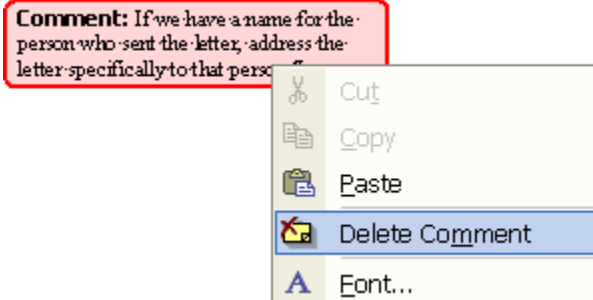 Comment: If we have a name for the
person who sent the letter, address the
letter specifically to that
Cut
Copy
Paste
Delete Comment
Font...